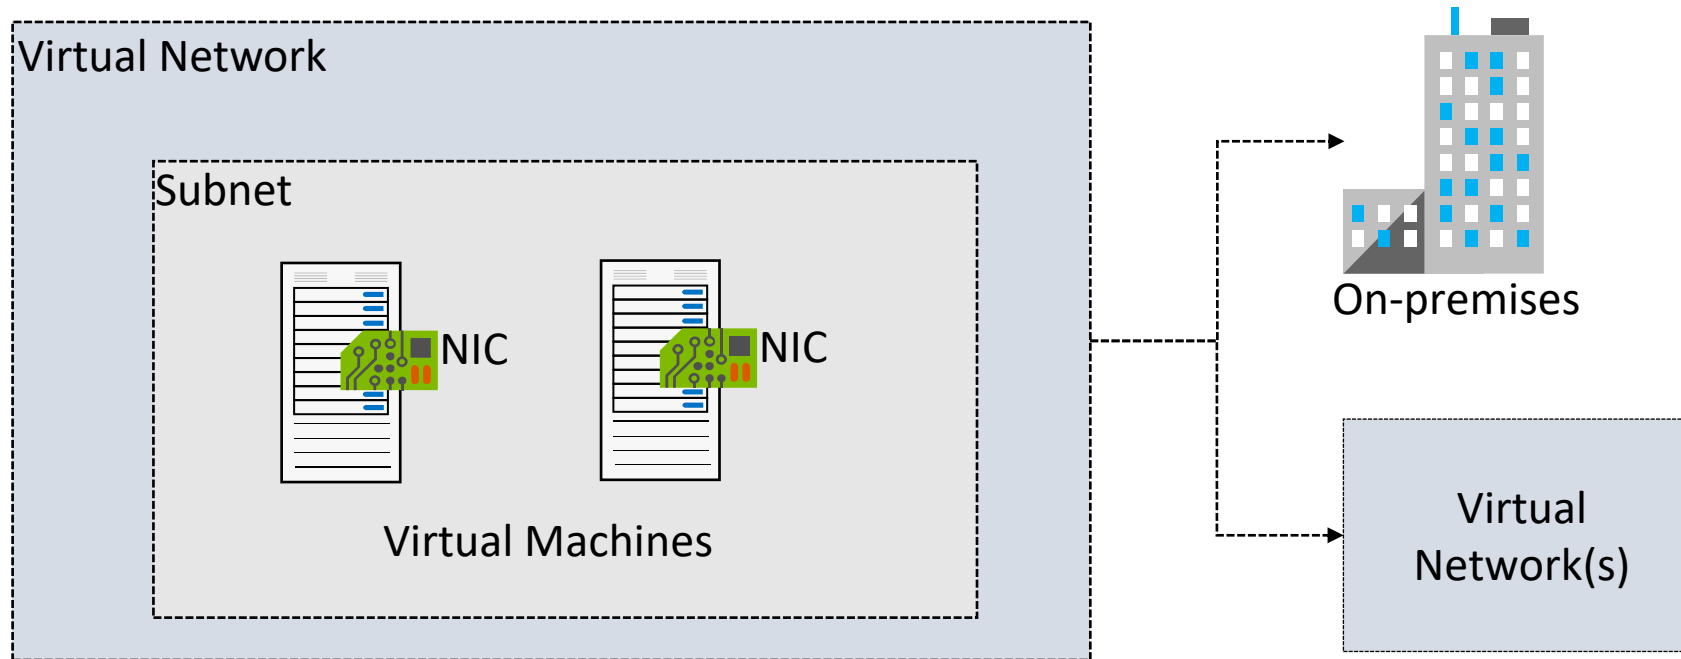 Virtual Network
Subnet
NIC
NIC
Virtual Machines
On-premises
Virtual
Network(s)